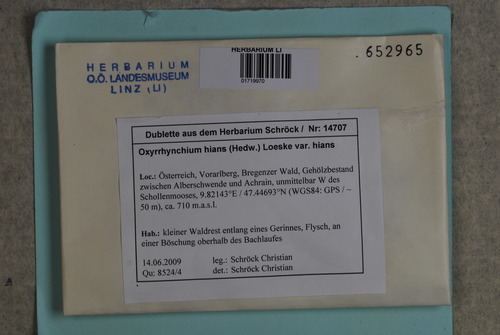 HERBARIUM
O.Ö. LANDESMUSEUM
LINZ (LI)
HERBARIUM LI
01719970
.652965
Dublette aus dem Herbarium Schröck / Nr: 14707
Oxyrrhynchium hians (Hedw.) Loeske var. hians
Loc.: Österreich, Vorarlberg, Bregenzer Wald, Gehölzbestand
zwischen Alberschwende und Achrain, unmittelbar W des
Schollenmooses, 9.82143°E / 47.44693°N (WGS84: GPS / ~
50 m), ca. 710 m.a.s.l.
Hab.: kleiner Waldrest entlang eines Gerinnes, Flysch, an
einer Böschung oberhalb des Bachlaufes
14.06.2009 leg.: Schröck Christian
Qu: 8524/4 det.: Schröck Christian